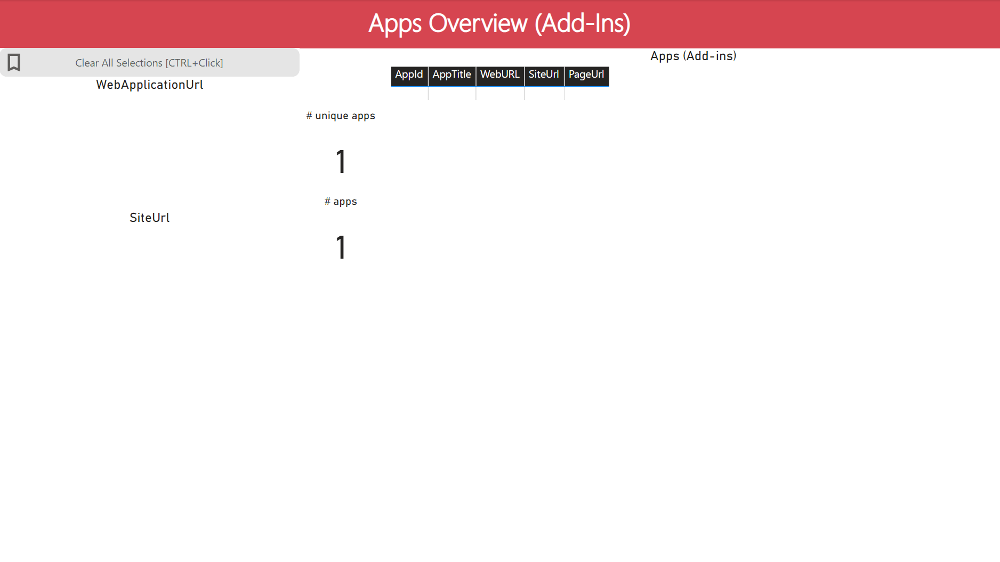 Apps Overview (Add-Ins)
Clear All Selections [CTRL+Click]
WebApplicationUrl
SiteUrl
# unique apps
1
# apps
1
Apps (Add-ins)
AppId AppTitle WebURL SiteUrl PageUrl